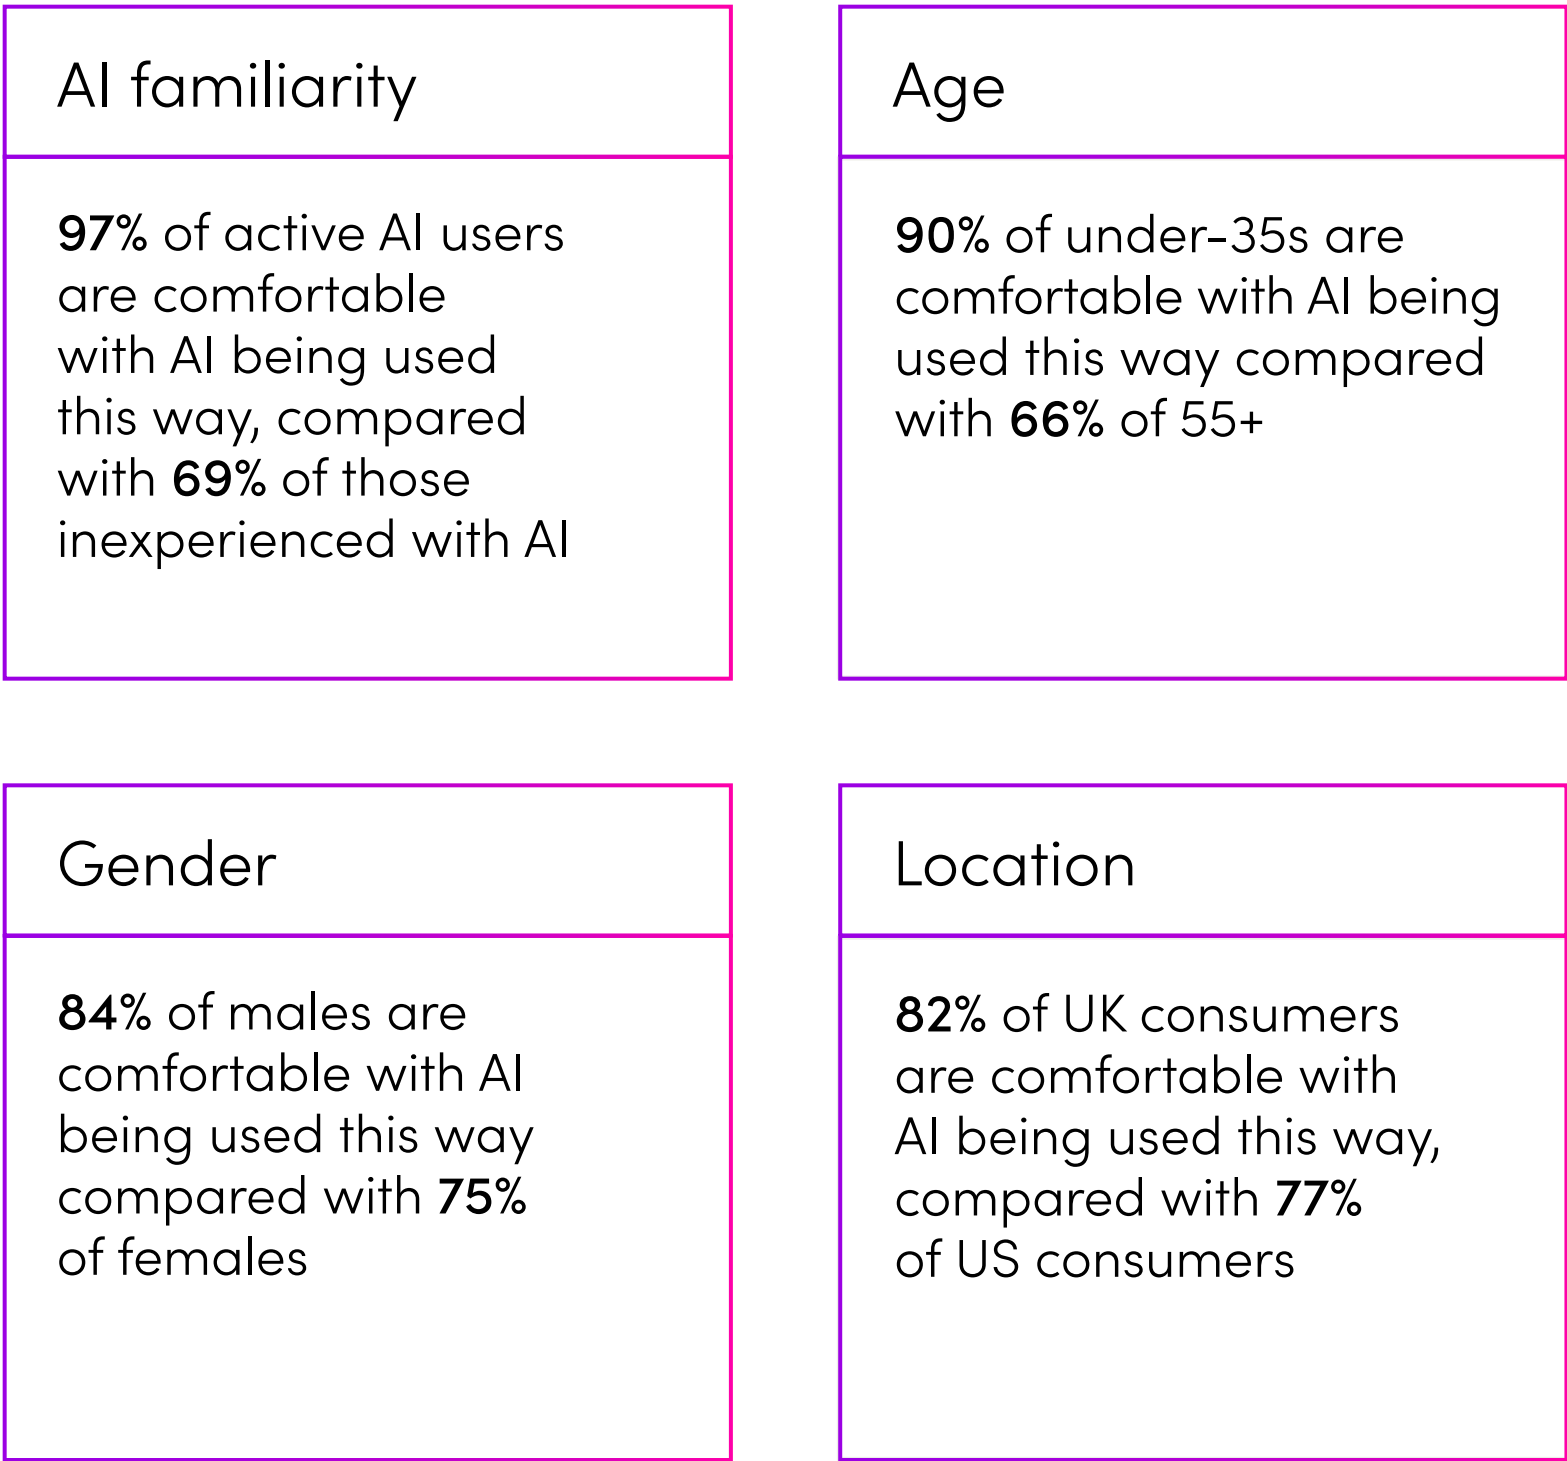 AI familiarity
97% of active AI users
are comfortable
with AI being used
this way, compared
with 69% of those
inexperienced with AI
Age
90% of under-35s are
comfortable with AI being
used this way compared
with 66% of 55+
Gender
84% of males are
comfortable with AI
being used this way
compared with 75%
of females
Location
82% of UK consumers
are comfortable with
AI being used this way,
compared with 77%
of US consumers